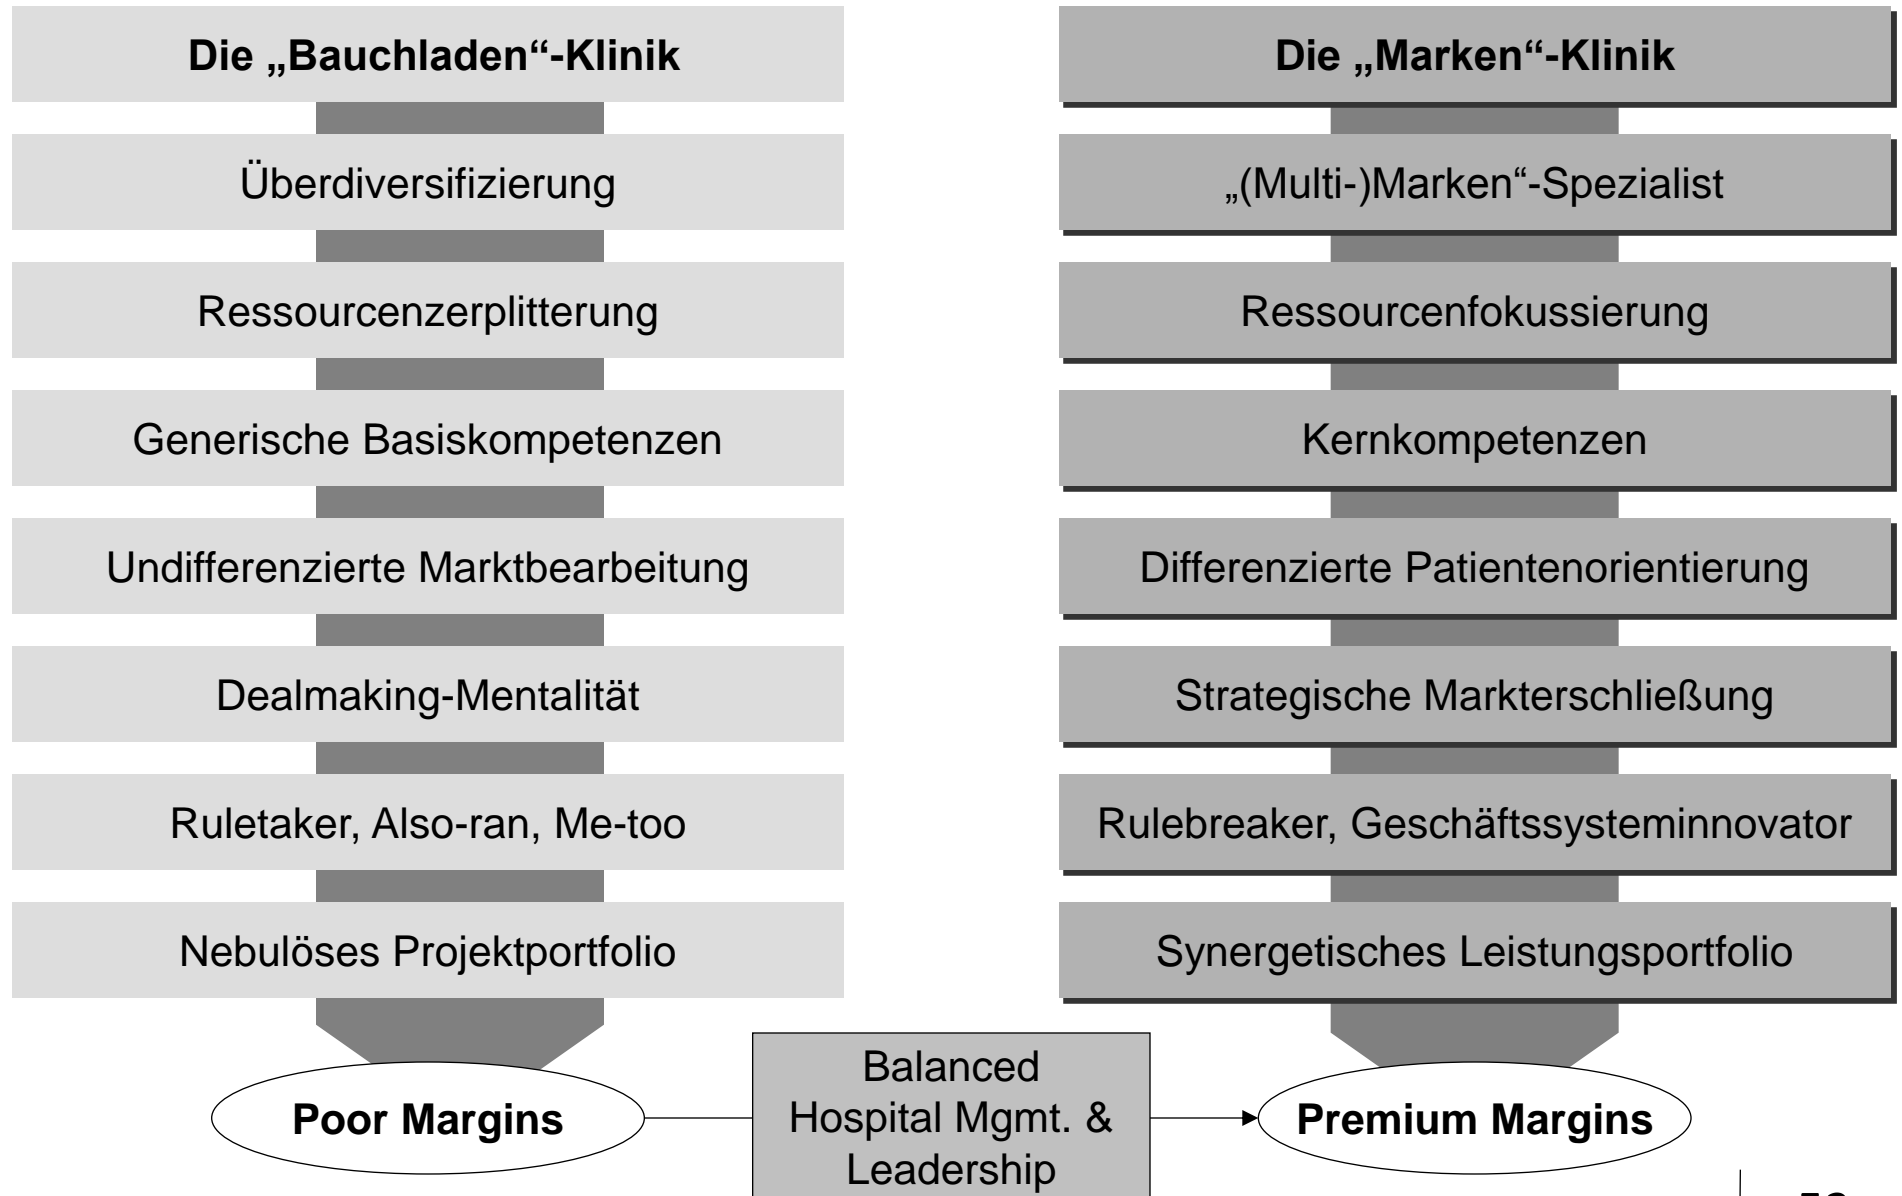 Die „Bauchladen“-Klinik
Überdiversifizierung
Ressourcenzerplitterung
Generische Basiskompetenzen
Undifferenzierte Marktbearbeitung
Dealmaking-Mentalität
Ruletaker, Also-ran, Me-too
Nebulöses Projektportfolio
Poor Margins
Die „Marken“-Klinik
„(Multi-)Marken“-Spezialist
Ressourcenfokussierung
Kernkompetenzen
Differenzierte Patientenorientierung
Strategische Markterschließung
Rulebreaker, Geschäftssysteminnovator
Synergetisches Leistungsportfolio
Premium Margins
Balanced
Hospital Mgmt. &
Leadership